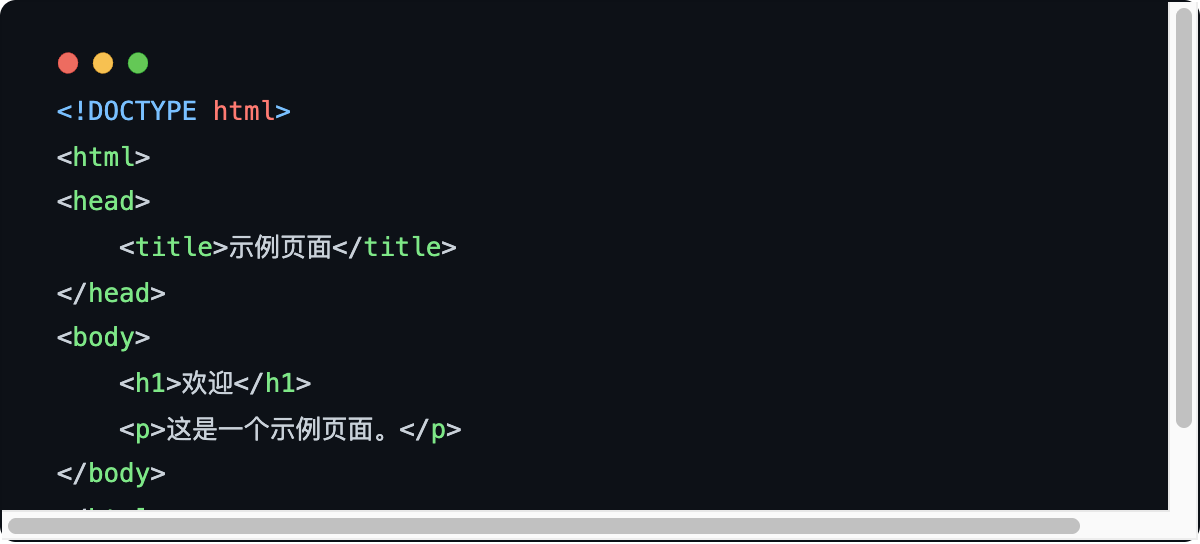 <!DOCTYPE html>
<html>
<head>
    <title>示例页面</title>
</head>
<body>
    <h1>欢迎</h1>
    <p>这是一个示例页面。</p>
</body>